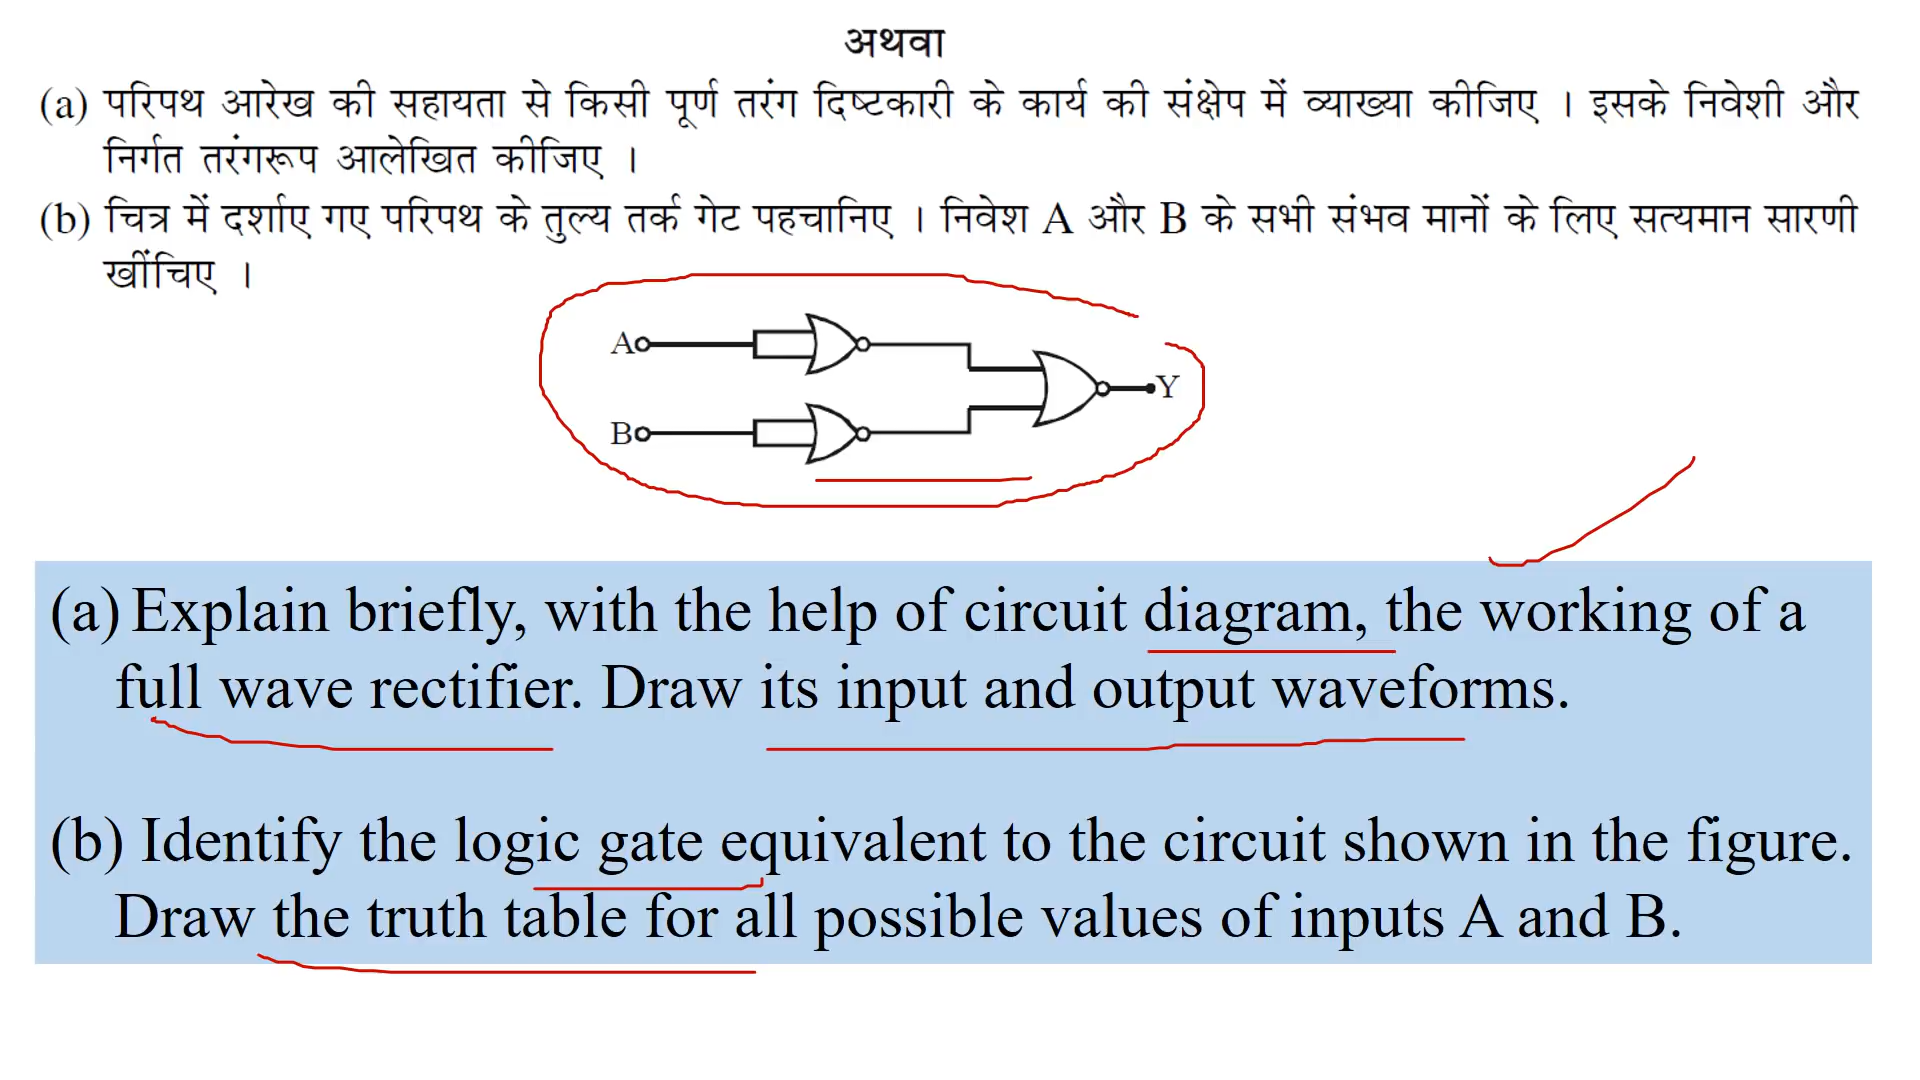 अथवा
(a) परिपथ आरेख की सहायता से किसी पूर्ण तरंग दिष्टकारी के कार्य की संक्षेप में व्याख्या कीजिए । इसके निवेशी और
निर्गत तरंगरूप आलेखित कीजिए ।
(b) चित्र में दर्शाए गए परिपथ के तुल्य तर्क गेट पहचानिए । निवेश A और B के सभी संभव मानों के लिए सत्यमान सारणी
खींचिए ।
A
Y
B
(a) Explain briefly, with the help of circuit diagram, the working of a
full wave rectifier. Draw its input and output waveforms.
(b) Identify the logic gate equivalent to the circuit shown in the figure.
Draw the truth table for all possible values of inputs A and B.